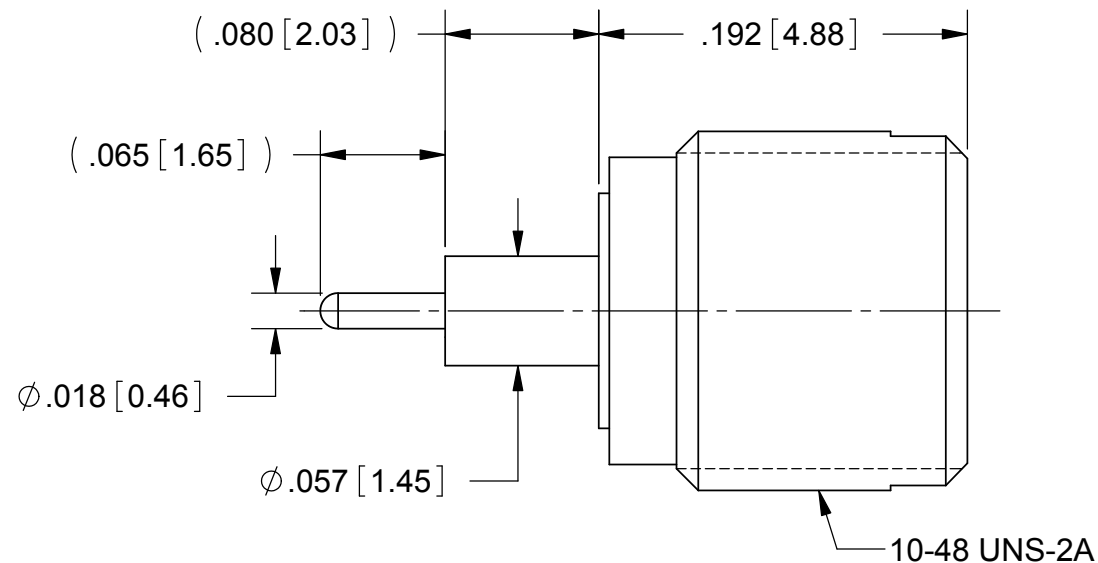 ( .080 [2.03] )
.192 [4.88]
( .065 [1.65] )
∅.018 [0.46]
∅.057 [1.45]
10-48 UNS-2A